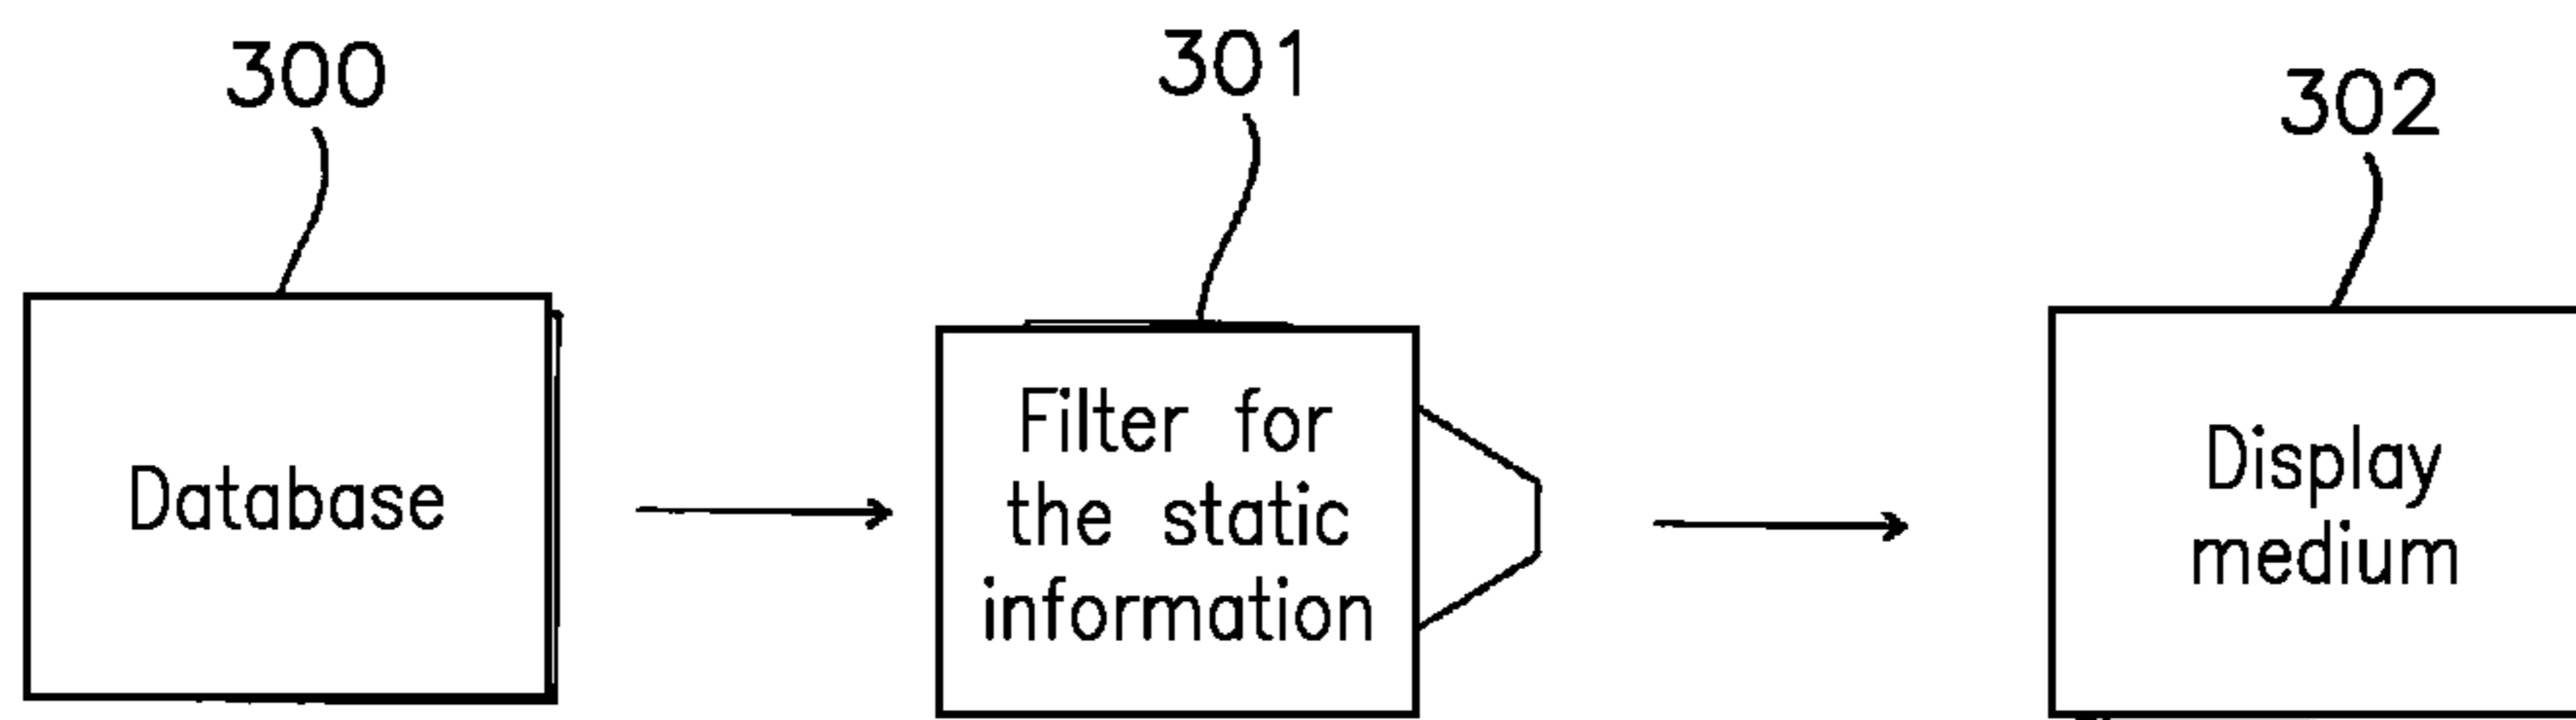 300
301
302
Database
Filter for
the static
information
Display
medium